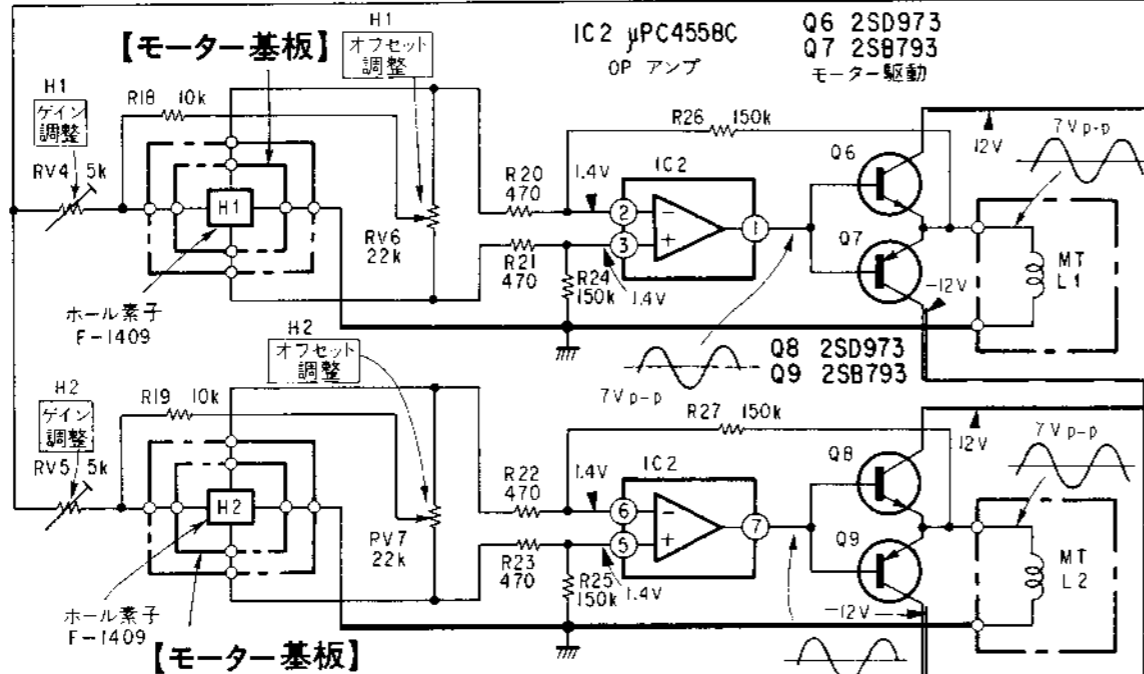 H1
オフセット
調整
【モーター基板】
IC2 μPC4558C
OP アンプ
Q6 2SD973
Q7 2SB793
モーター駆動
H1
ゲイン
調整
R18 10k
RV4 5k
H1
RV6
22k
ホール素子
F-1409
R20
470
R21
470
R24
150k
1.4V
1.4V
IC2
2
3
1
R26 150k
Q6
Q7
12V
-12V
7Vp-p
MT
L1
7Vp-p
Q8 2SD973
Q9 2SB793
H2
オフセット
調整
H2
ゲイン
調整
R19 10k
RV5 5k
H2
RV7
22k
ホール素子
F-1409
【モーター基板】
R22
470
R23
470
R25
150k
1.4V
1.4V
IC2
6
5
7
R27 150k
Q8
Q9
12V
-12V
7Vp-p
MT
L2